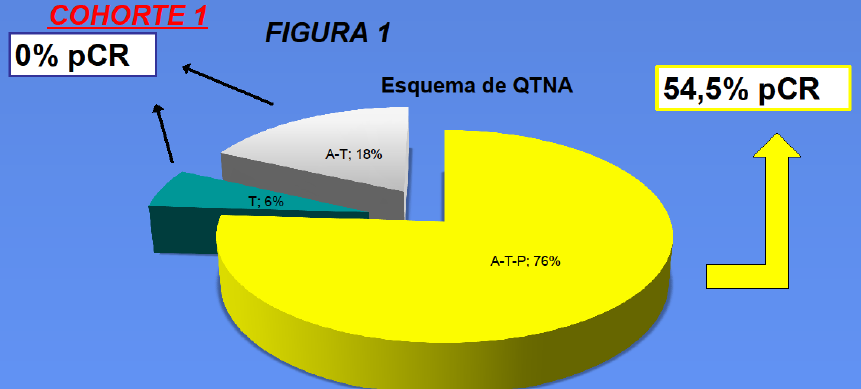 COHORTE 1
FIGURA 1
0% pCR
Esquema de QTNA
54,5% pCR
A-T; 18%
T; 6%
A-T-P; 76%